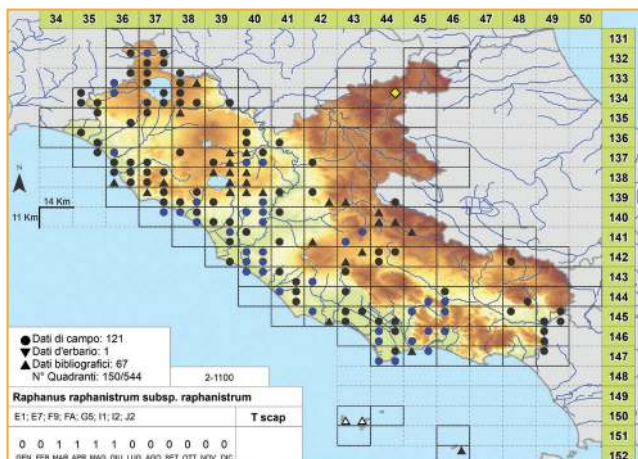 34 35 36 37 38 39 40 41 42 43 44 45 46 47 48 49 50
131
132
133
134
135
136
137
138
139
140
141
142
143
144
145
146
147
148
149
150
151
152
N
14 Km
11 Km
● Dati di campo: 121
▼ Dati d'erbario: 1
▲ Dati bibliografici: 67
N° Quadranti: 150/544
2-1100
Raphanus raphanistrum subsp. raphanistrum
E1; E7; F9; FA; G5; I1; I2; J2
T scap
0 0 1 1 1 1 0 0 0 0 0 0
GEN FEB MAR APR MAG GIU LUG AGO SET OTT NOV DIC